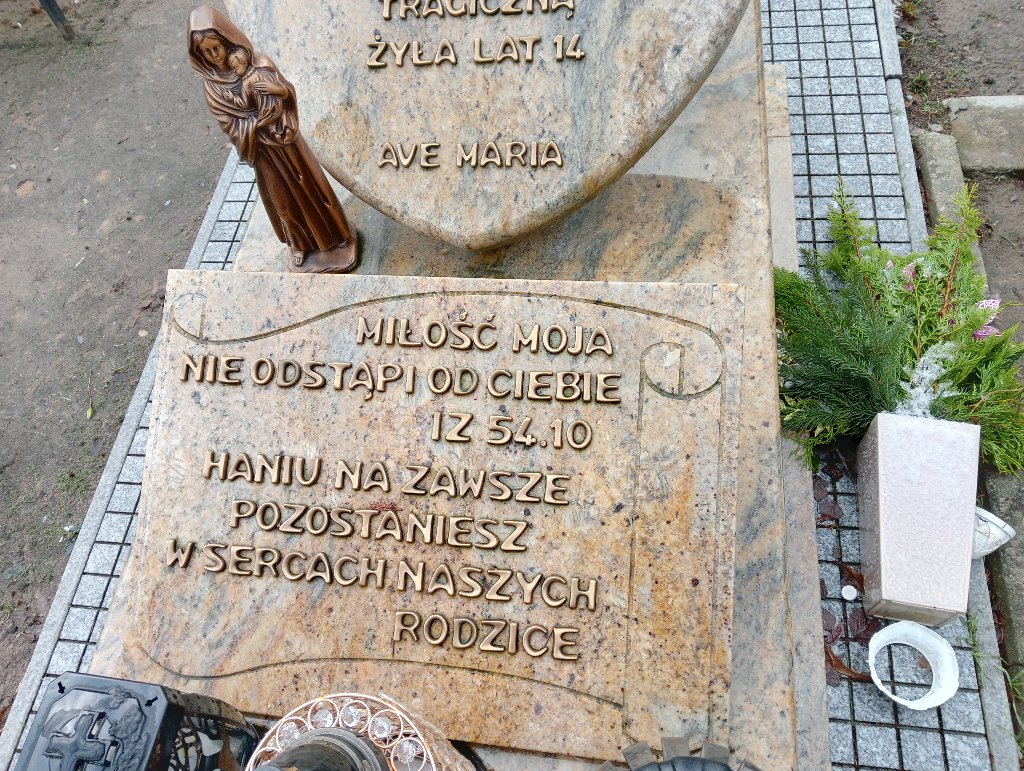 TRAGICZNĄ
ŻYŁA LAT 14
AVE MARIA
MIŁOŚĆ MOJA
NIE ODSTĄPI OD CIEBIE
IZ 54.10
HANIU NA ZAWSZE
POZOSTANIESZ
W SERCACH NASZYCH
RODZICE